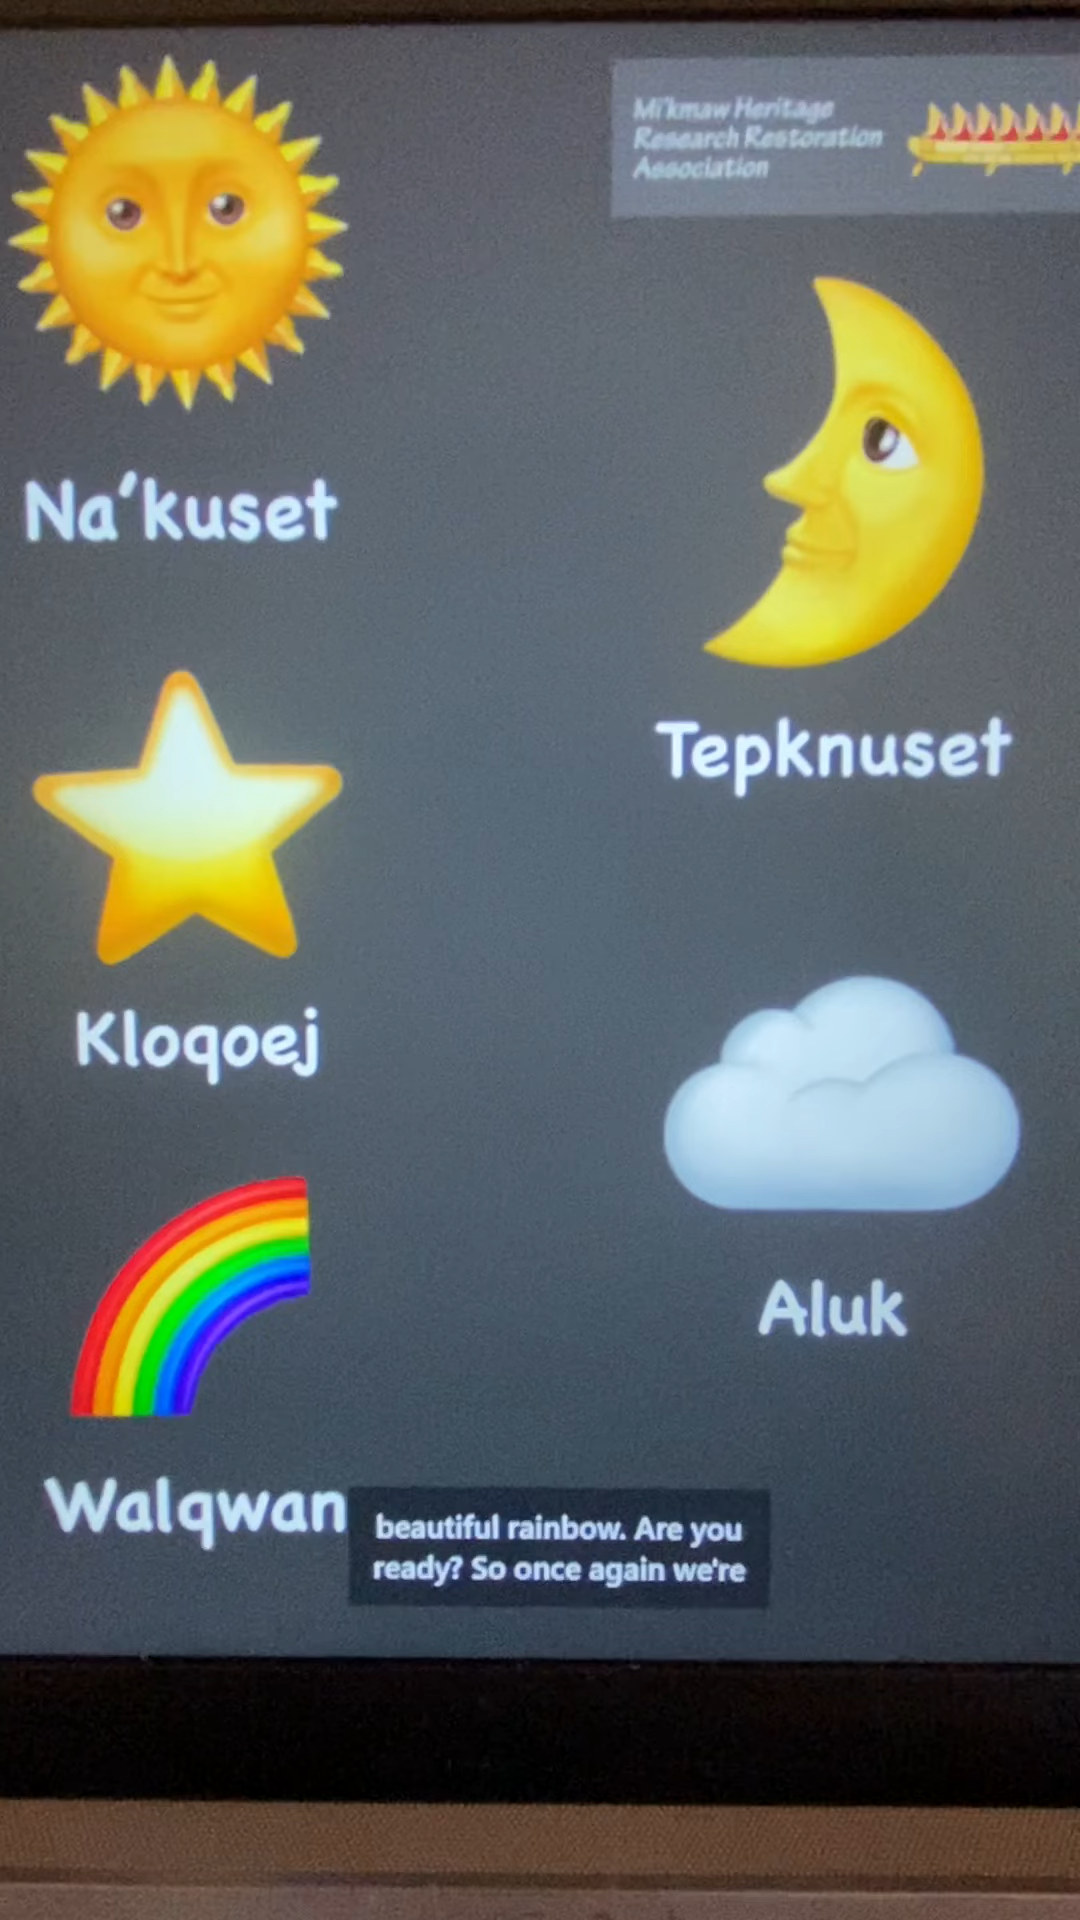 Mi'kmaw Heritage
Research Restoration
Association
Na'kuset
Tepknuset
Kloqoej
Aluk
Walqwan
beautiful rainbow. Are you
ready? So once again we're